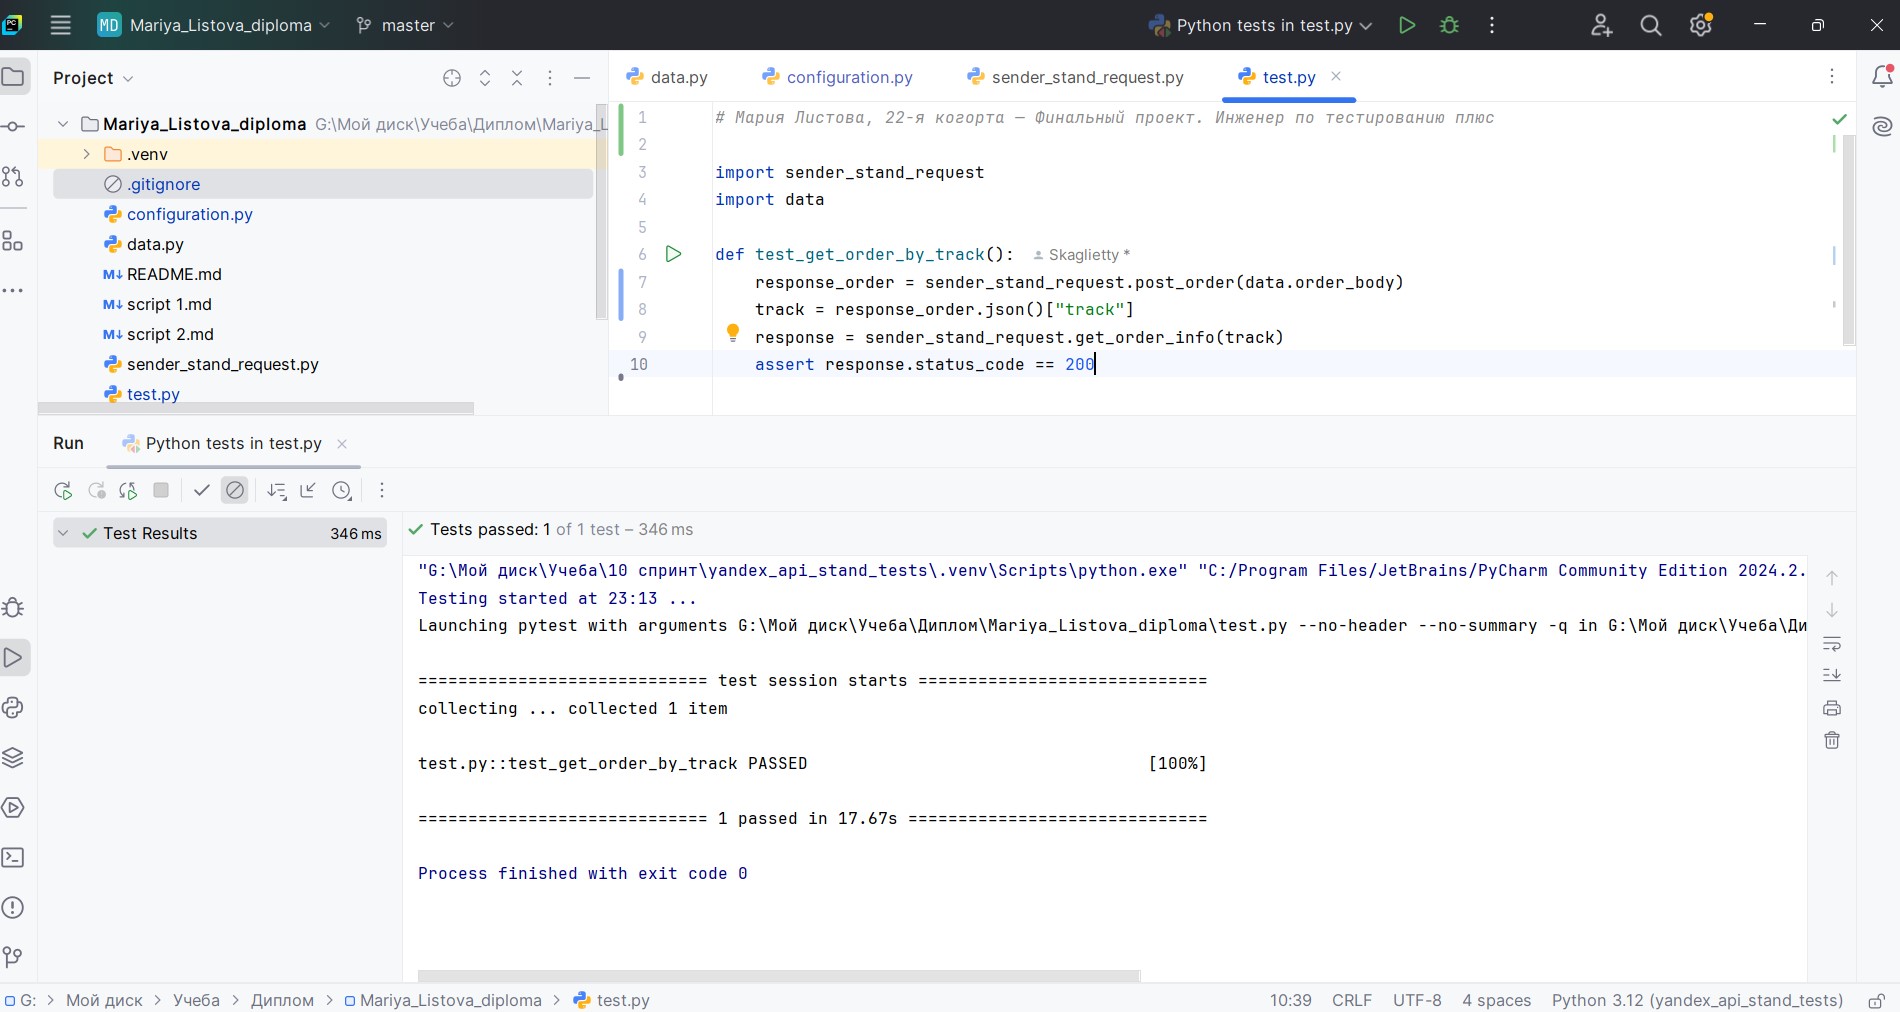 MD Mariya_Listova_diploma master Python tests in test.py
Project
Mariya_Listova_diploma G:\Мой диск\Учеба\Диплом\Mariya_L
.venv
.gitignore
configuration.py
data.py
README.md
script 1.md
script 2.md
sender_stand_request.py
test.py
data.py configuration.py sender_stand_request.py test.py
1 # Мария Листова, 22-я когорта — Финальный проект. Инженер по тестированию плюс
2
3 import sender_stand_request
4 import data
5
6 def test_get_order_by_track(): Skaglietty *
7 response_order = sender_stand_request.post_order(data.order_body)
8 track = response_order.json()["track"]
9 response = sender_stand_request.get_order_info(track)
10 assert response.status_code == 200
Run Python tests in test.py
Test Results 346 ms
Tests passed: 1 of 1 test – 346 ms
"G:\Мой диск\Учеба\10 спринт\yandex_api_stand_tests\.venv\Scripts\python.exe" "C:/Program Files/JetBrains/PyCharm Community Edition 2024.2.
Testing started at 23:13 ...
Launching pytest with arguments G:\Мой диск\Учеба\Диплом\Mariya_Listova_diploma\test.py --no-header --no-summary -q in G:\Мой диск\Учеба\Ди
============================= test session starts =============================
collecting ... collected 1 item
test.py::test_get_order_by_track PASSED [100%]
============================= 1 passed in 17.67s ==============================
Process finished with exit code 0
G: > Мой диск > Учеба > Диплом > Mariya_Listova_diploma > test.py
10:39 CRLF UTF-8 4 spaces Python 3.12 (yandex_api_stand_tests)